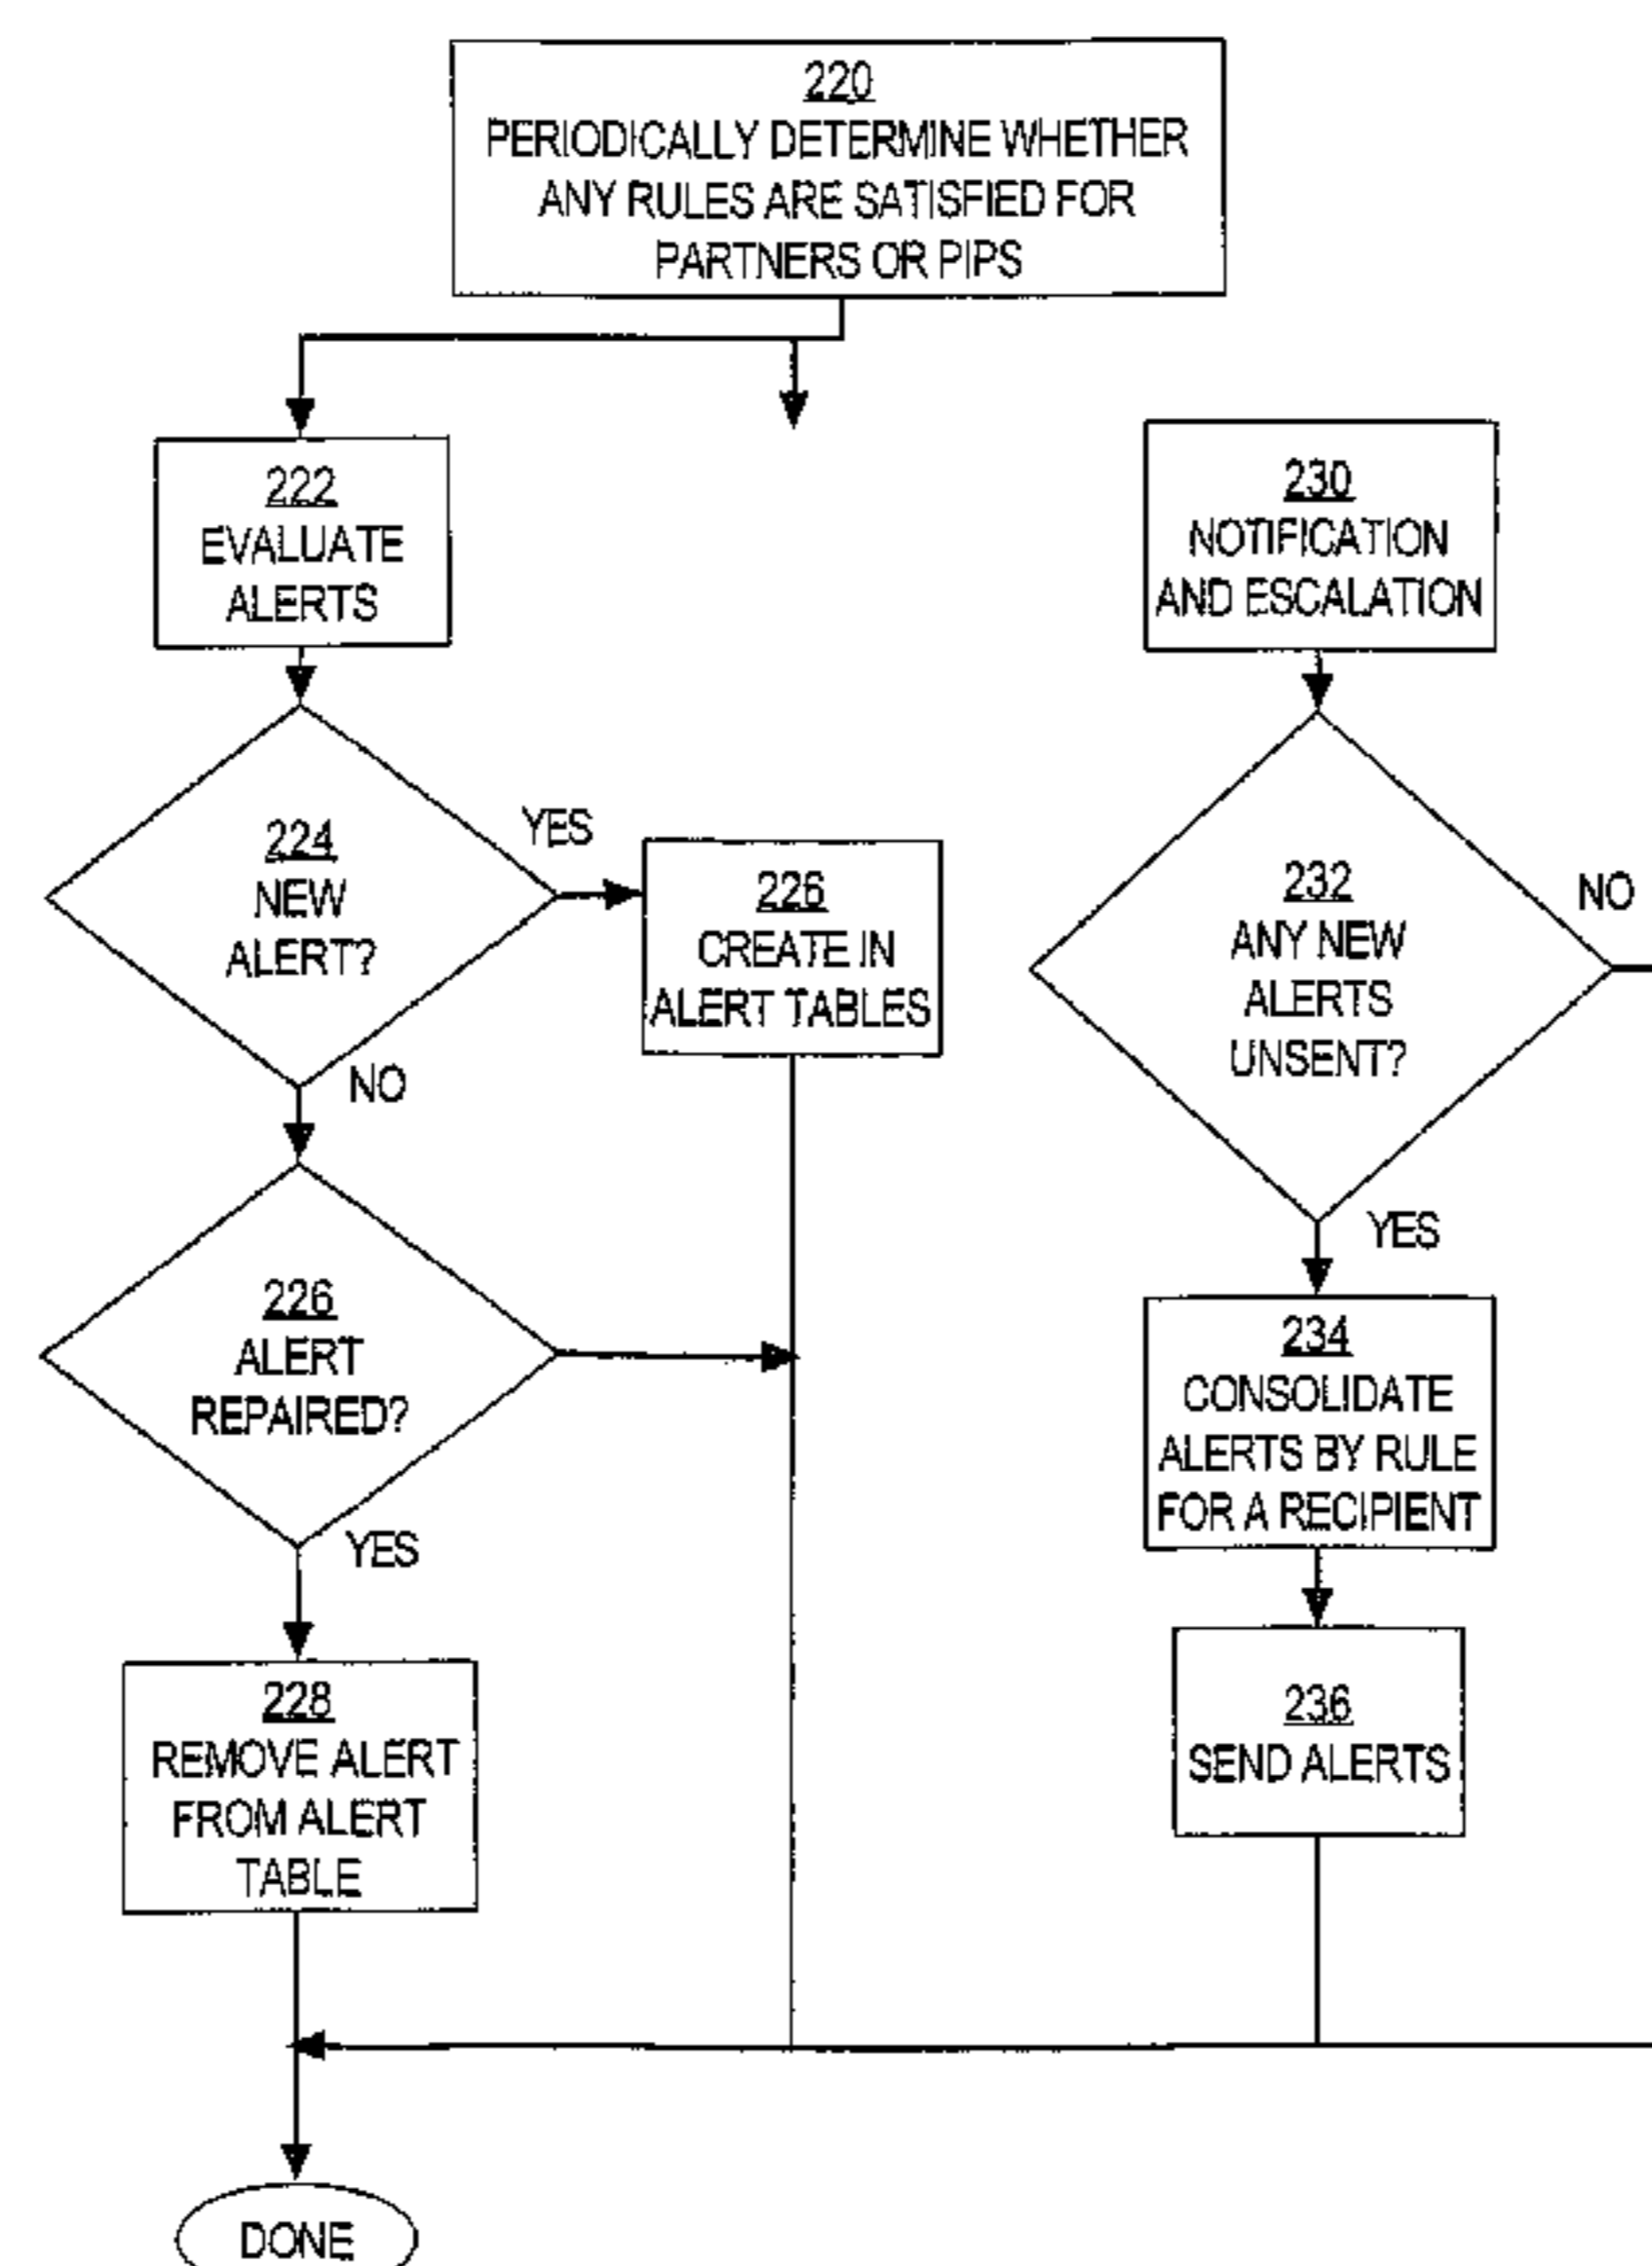 220
PERIODICALLY DETERMINE WHETHER
ANY RULES ARE SATISFIED FOR
PARTNERS OR PIPS
222
EVALUATE
ALERTS
224
NEW
ALERT?
YES
NO
226
CREATE IN
ALERT TABLES
226
ALERT
REPAIRED?
YES
228
REMOVE ALERT
FROM ALERT
TABLE
DONE
230
NOTIFICATION
AND ESCALATION
232
ANY NEW
ALERTS
UNSENT?
NO
YES
234
CONSOLIDATE
ALERTS BY RULE
FOR A RECIPIENT
236
SEND ALERTS